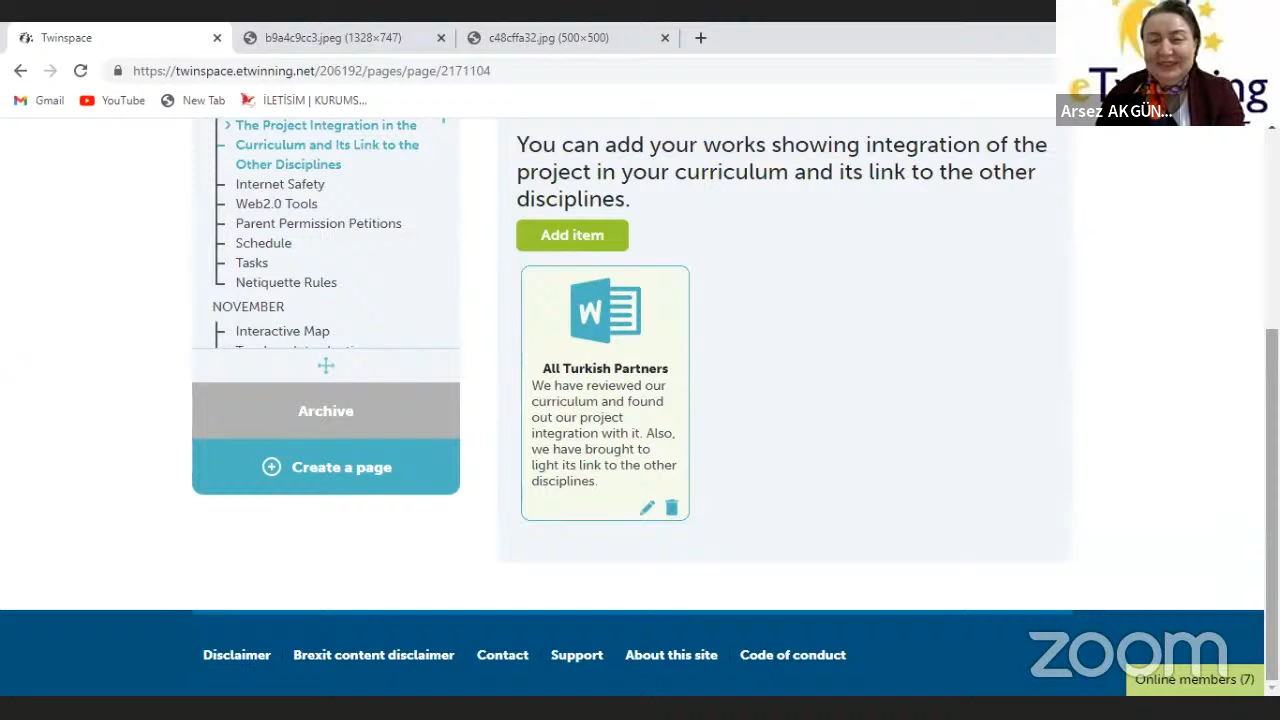 Twinspace
b9a4c9cc3.jpeg (1328×747)
c48cffa32.jpg (500×500)
https://twinspace.etwinning.net/206192/pages/page/2171104
Gmail
YouTube
New Tab
İLETİSİM | KURUMS...
Arsez AKGÜN...
The Project Integration in the
Curriculum and Its Link to the
Other Disciplines
Internet Safety
Web2.0 Tools
Parent Permission Petitions
Schedule
Tasks
Netiquette Rules
NOVEMBER
Interactive Map
Archive
Create a page
You can add your works showing integration of the
project in your curriculum and its link to the other
disciplines.
Add item
W
All Turkish Partners
We have reviewed our
curriculum and found
out our project
integration with it. Also,
we have brought to
light its link to the other
disciplines.
Disclaimer
Brexit content disclaimer
Contact
Support
About this site
Code of conduct
zoom
Online members (7)